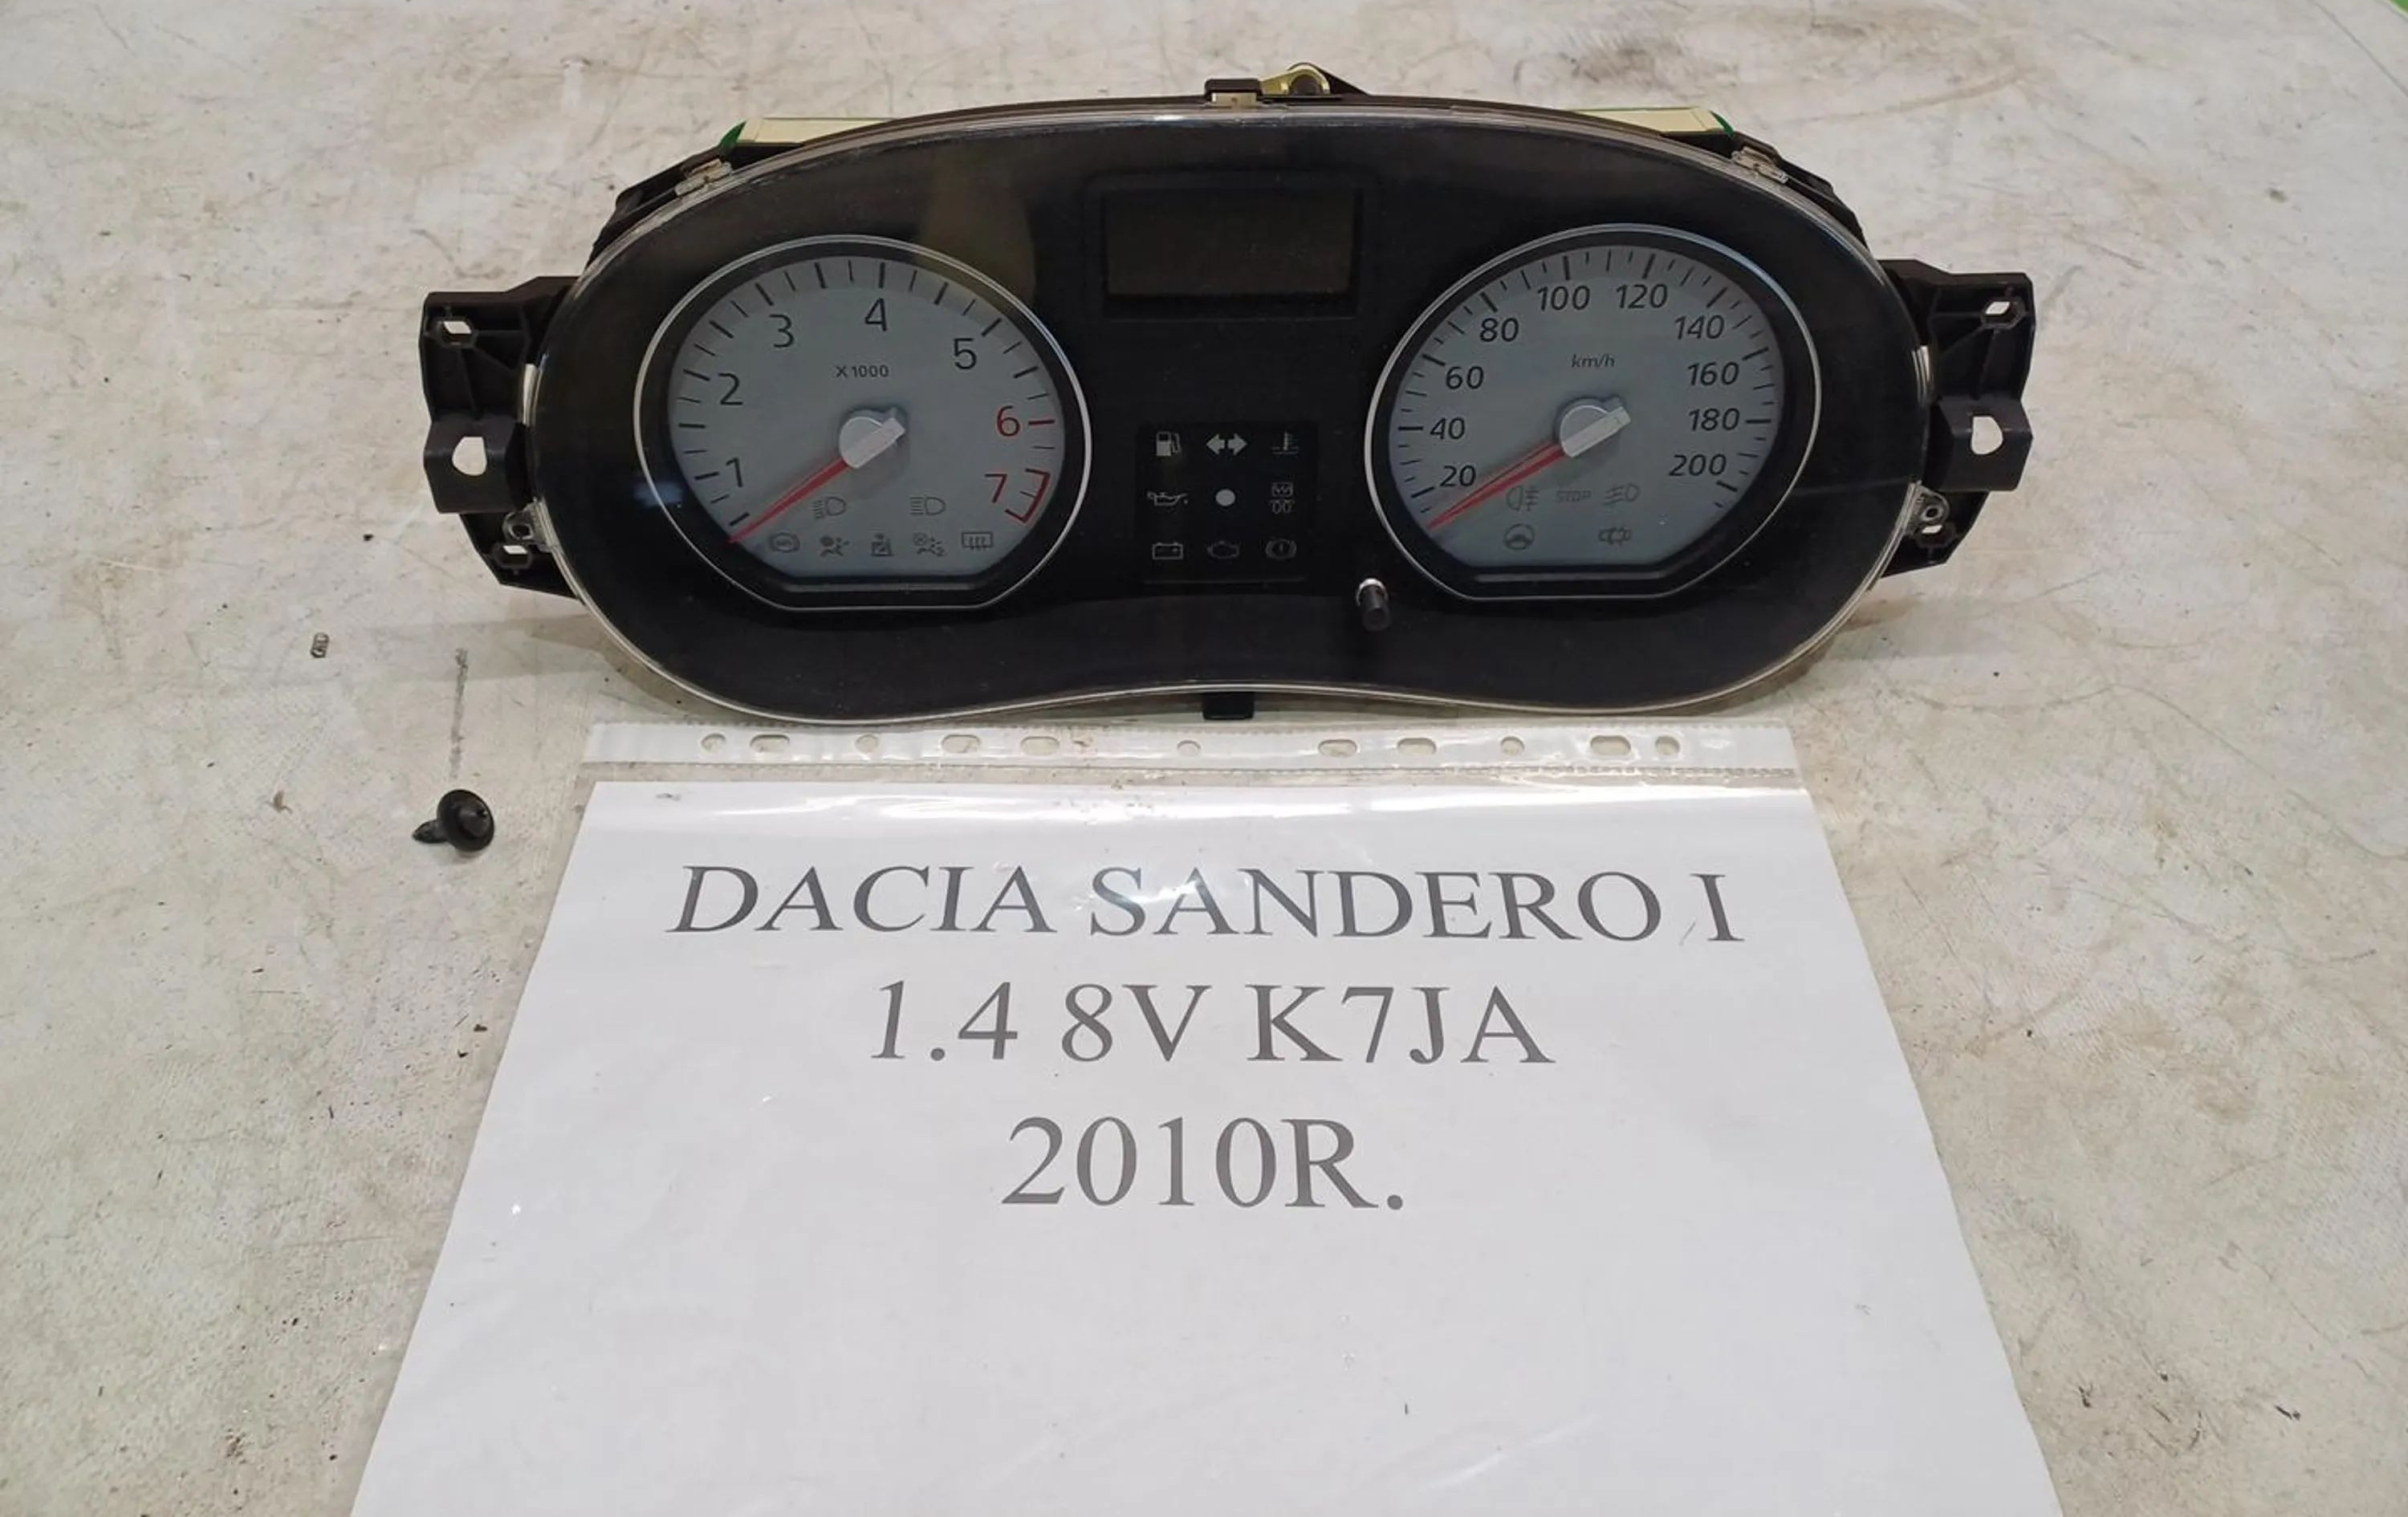 1 2 3 4 5 6 7
X1000
20 40 60 80 100 120 140 160 180 200
km/h
STOP
ABS
DACIA SANDERO I
1.4 8V K7JA
2010R.